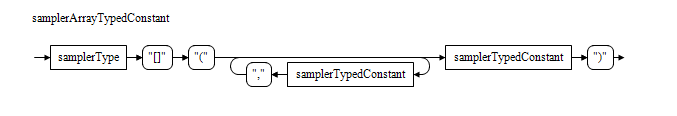 samplerArrayTypedConstant
samplerType "[]" "(" samplerTypedConstant ")"
"," samplerTypedConstant